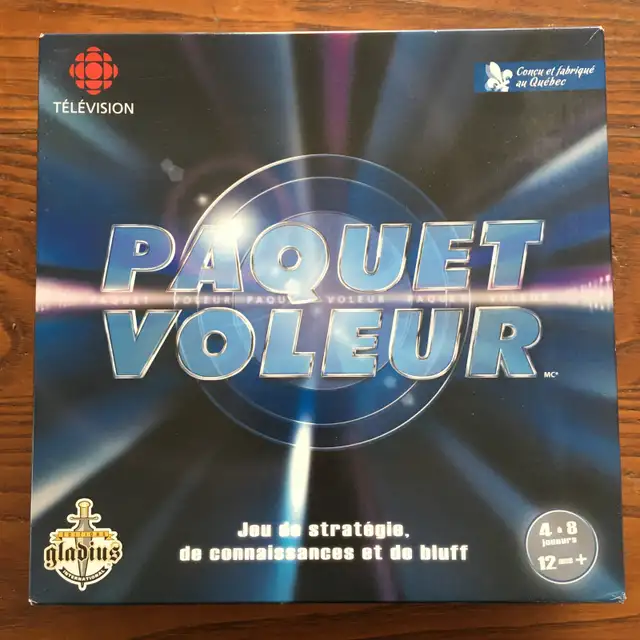 TÉLÉVISION
Conçu et fabriqué
au Québec
PAQUET
PAQUET VOLEUR PAQUET VOLEUR PAQUET VOLEUR
VOLEUR
MC*
Jeu de stratégie,
de connaissances et de bluff
gladius
INTERNATIONAL
4 à 8
joueurs
12 ans +